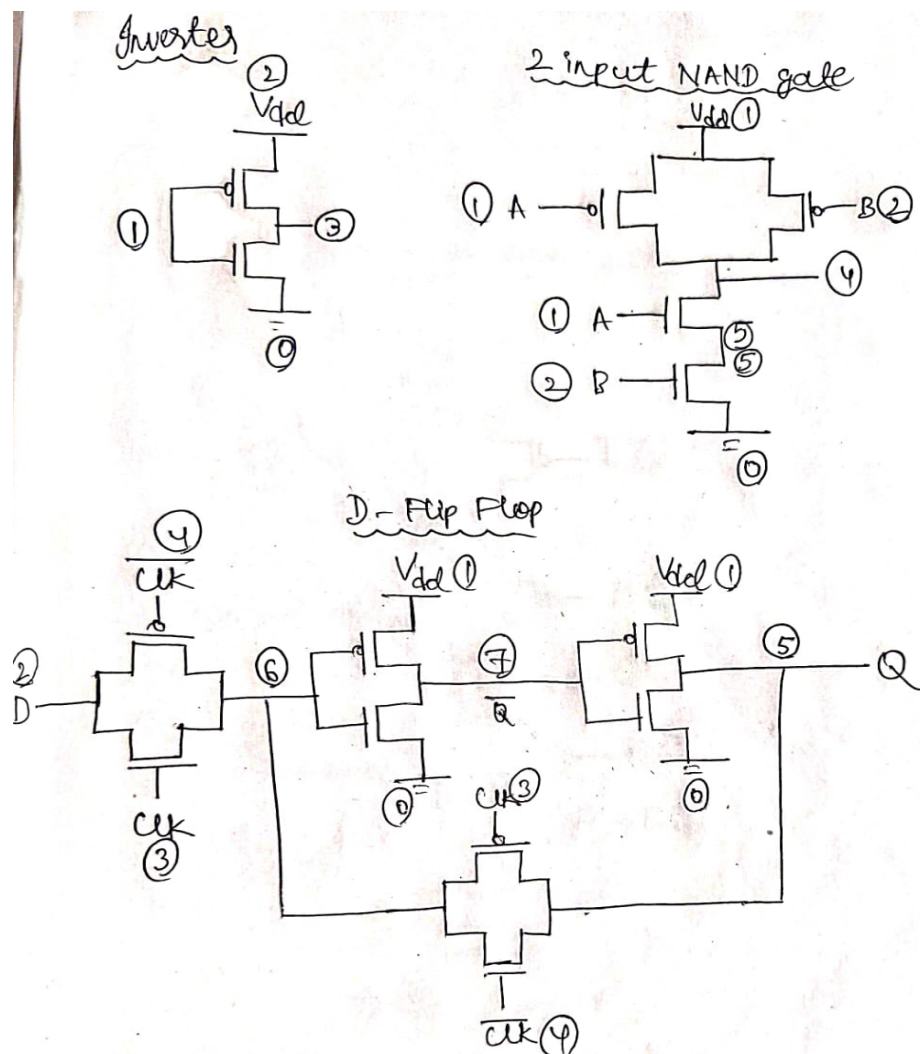 Inverter
②
Vdd
①
③
⓪
2 input NAND gate
Vdd ①
① A
B ②
④
① A
⑤
⑤
② B
⓪
D- Flip Flop
④
C̅l̅k̅
② D
Clk
③
⑥
Vdd ①
⓪
⑦
Q̅
Vdd ①
⓪
⑤
Q
Clk ③
C̅l̅k̅ ④